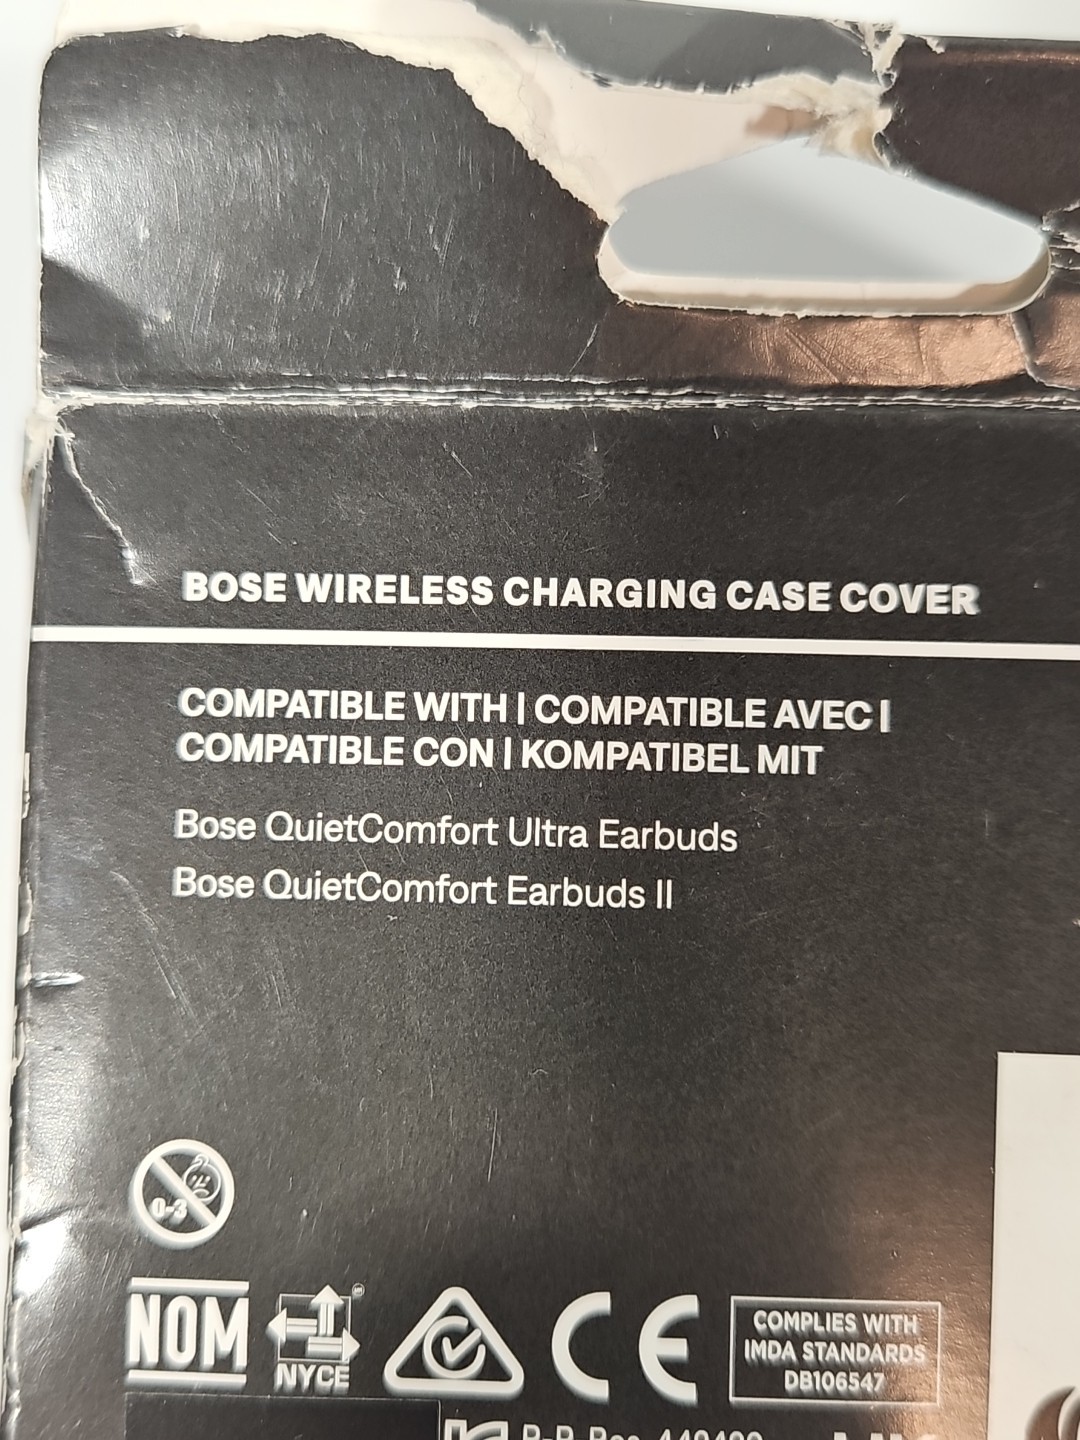 BOSE WIRELESS CHARGING CASE COVER
COMPATIBLE WITH | COMPATIBLE AVEC |
COMPATIBLE CON | KOMPATIBEL MIT
Bose QuietComfort Ultra Earbuds
Bose QuietComfort Earbuds II
0-3
NOM
NYCE
CE
COMPLIES WITH
IMDA STANDARDS
DB106547